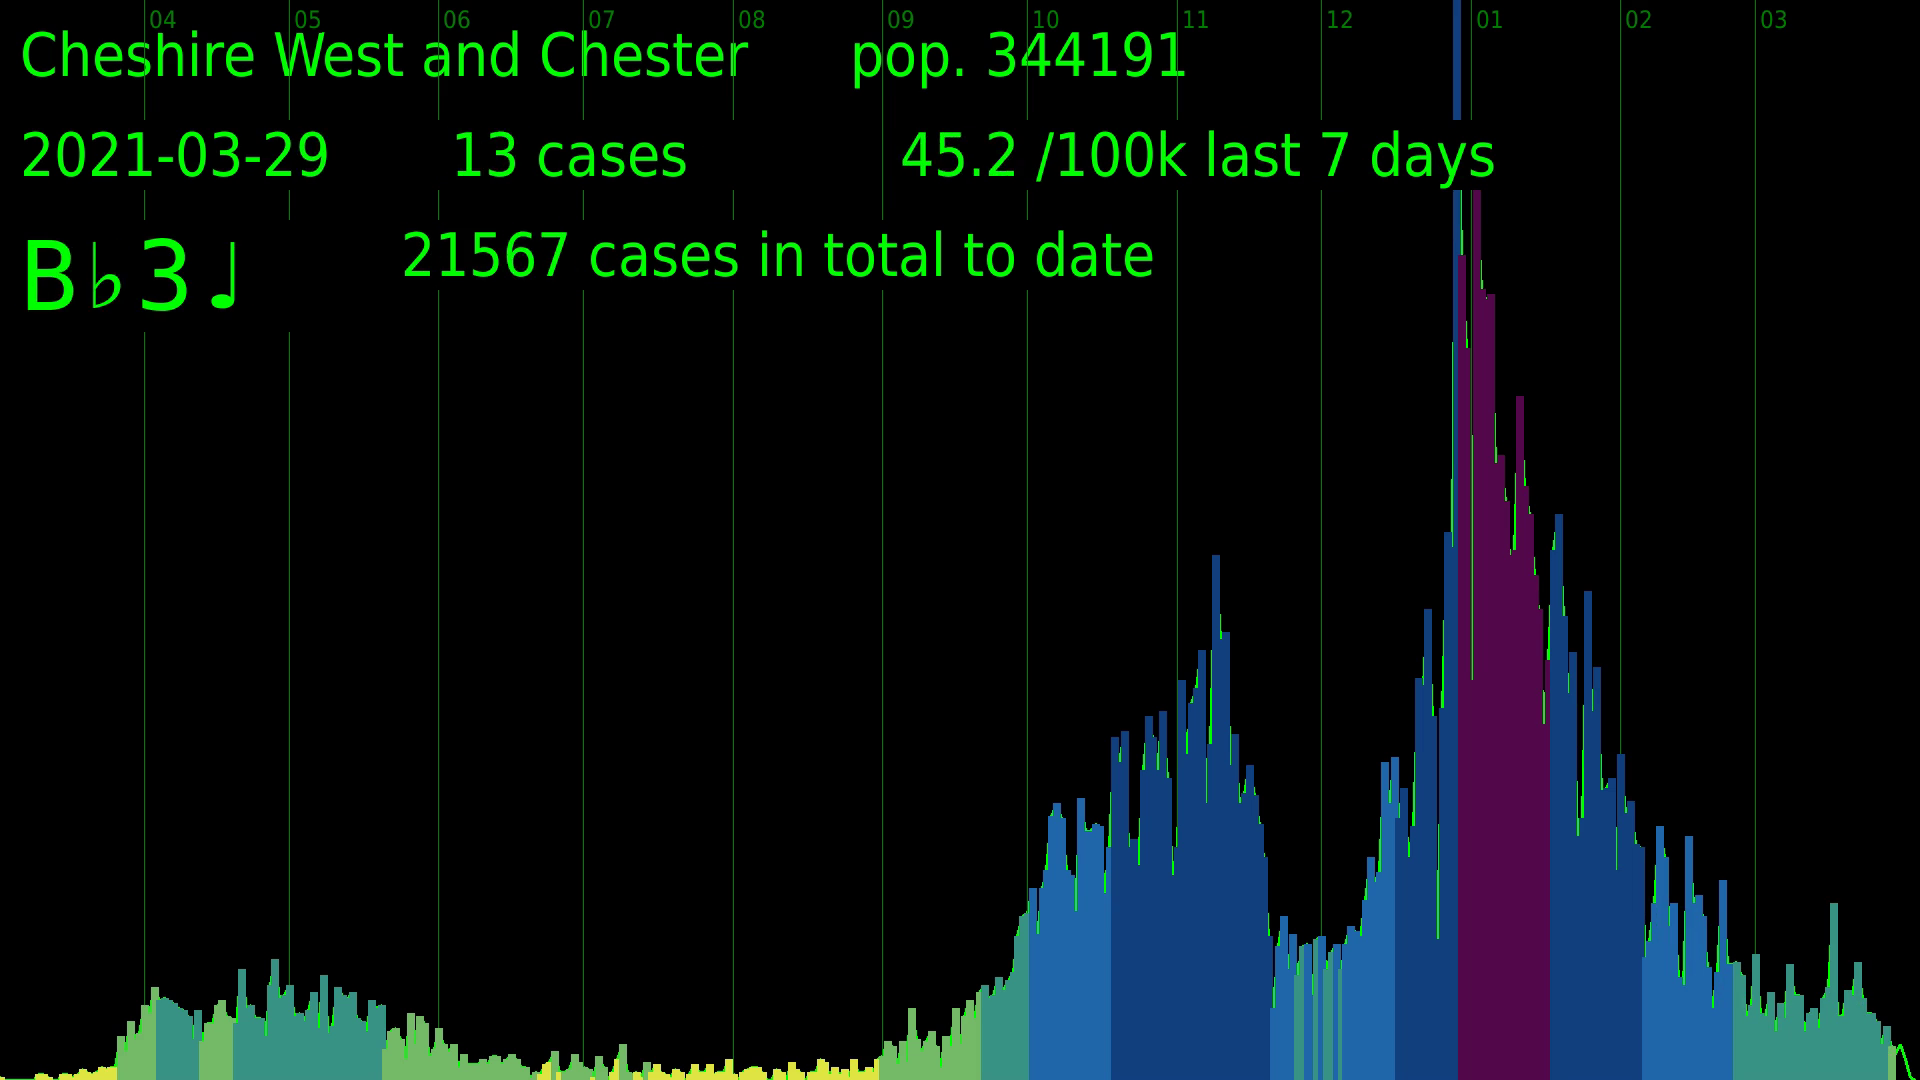 04 05 06 07 08 09 10 11 12 01 02 03
Cheshire West and Chester pop. 344191
2021-03-29 13 cases 45.2 /100k last 7 days
B♭3♩ 21567 cases in total to date